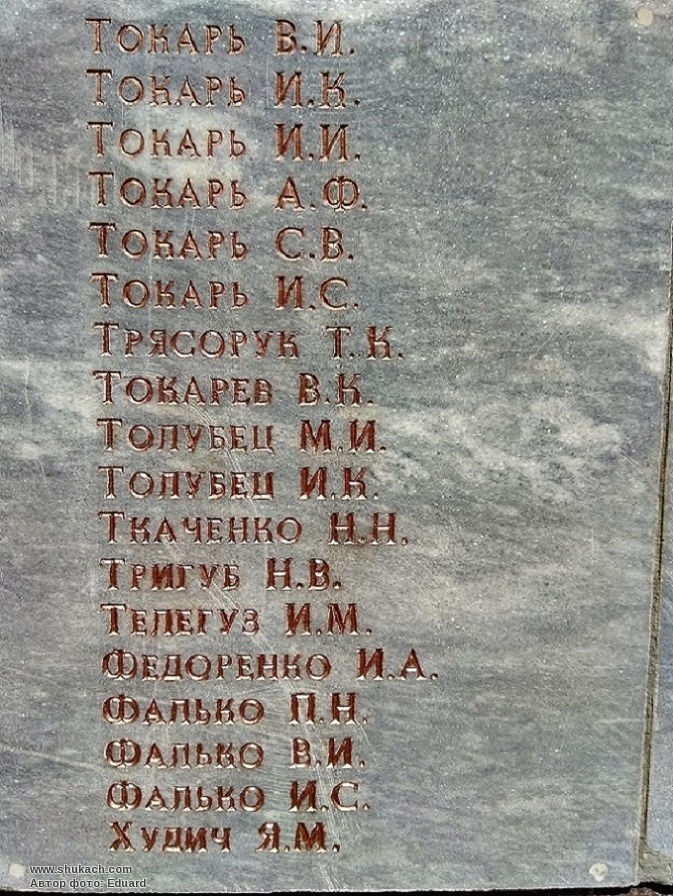 Токарь В.И.
Токарь И.К.
Токарь И.И.
Токарь А.Ф.
Токарь С.В.
Токарь И.С.
Трясорук Т.К.
Токарев В.К.
Толубец М.И.
Толубец И.К.
Ткаченко Н.Н.
Тригуб Н.В.
Телегуз И.М.
Федоренко И.А.
Фалько П.Н.
Фалько В.И.
Фалько И.С.
Худич Я.М.
www.shukach.com
Автор фото: Eduard